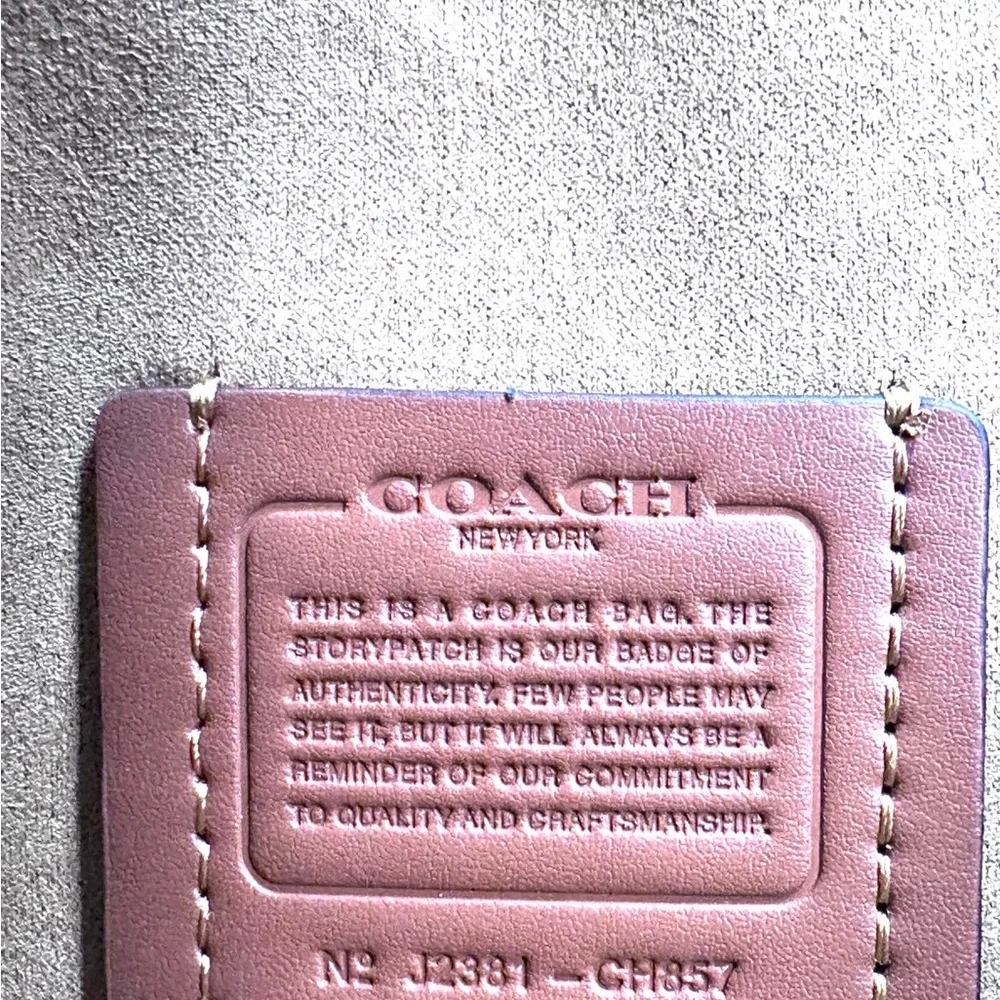 COACH
NEW YORK
THIS IS A COACH BAG. THE
STORYPATCH IS OUR BADGE OF
AUTHENTICITY. FEW PEOPLE MAY
SEE IT, BUT IT WILL ALWAYS BE A
REMINDER OF OUR COMMITMENT
TO QUALITY AND CRAFTSMANSHIP.
Nº J2381 – CH857